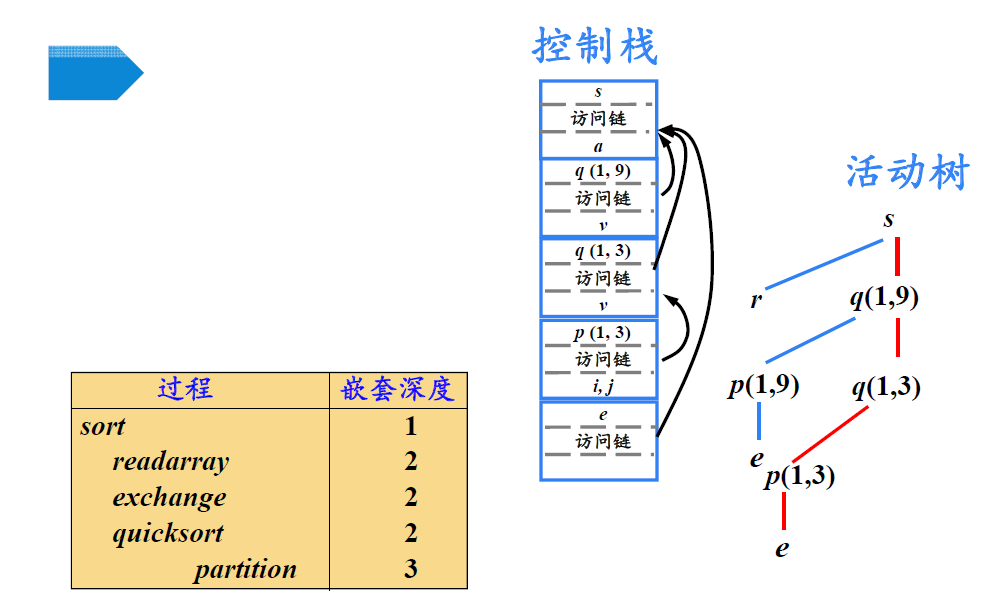 控制栈
s
访问链
a
q (1, 9)
访问链
v
q (1, 3)
访问链
v
p (1, 3)
访问链
i, j
e
访问链
活动树
s
r q(1,9)
p(1,9) q(1,3)
e
p(1,3)
e
过程 嵌套深度
sort 1
readarray 2
exchange 2
quicksort 2
partition 3